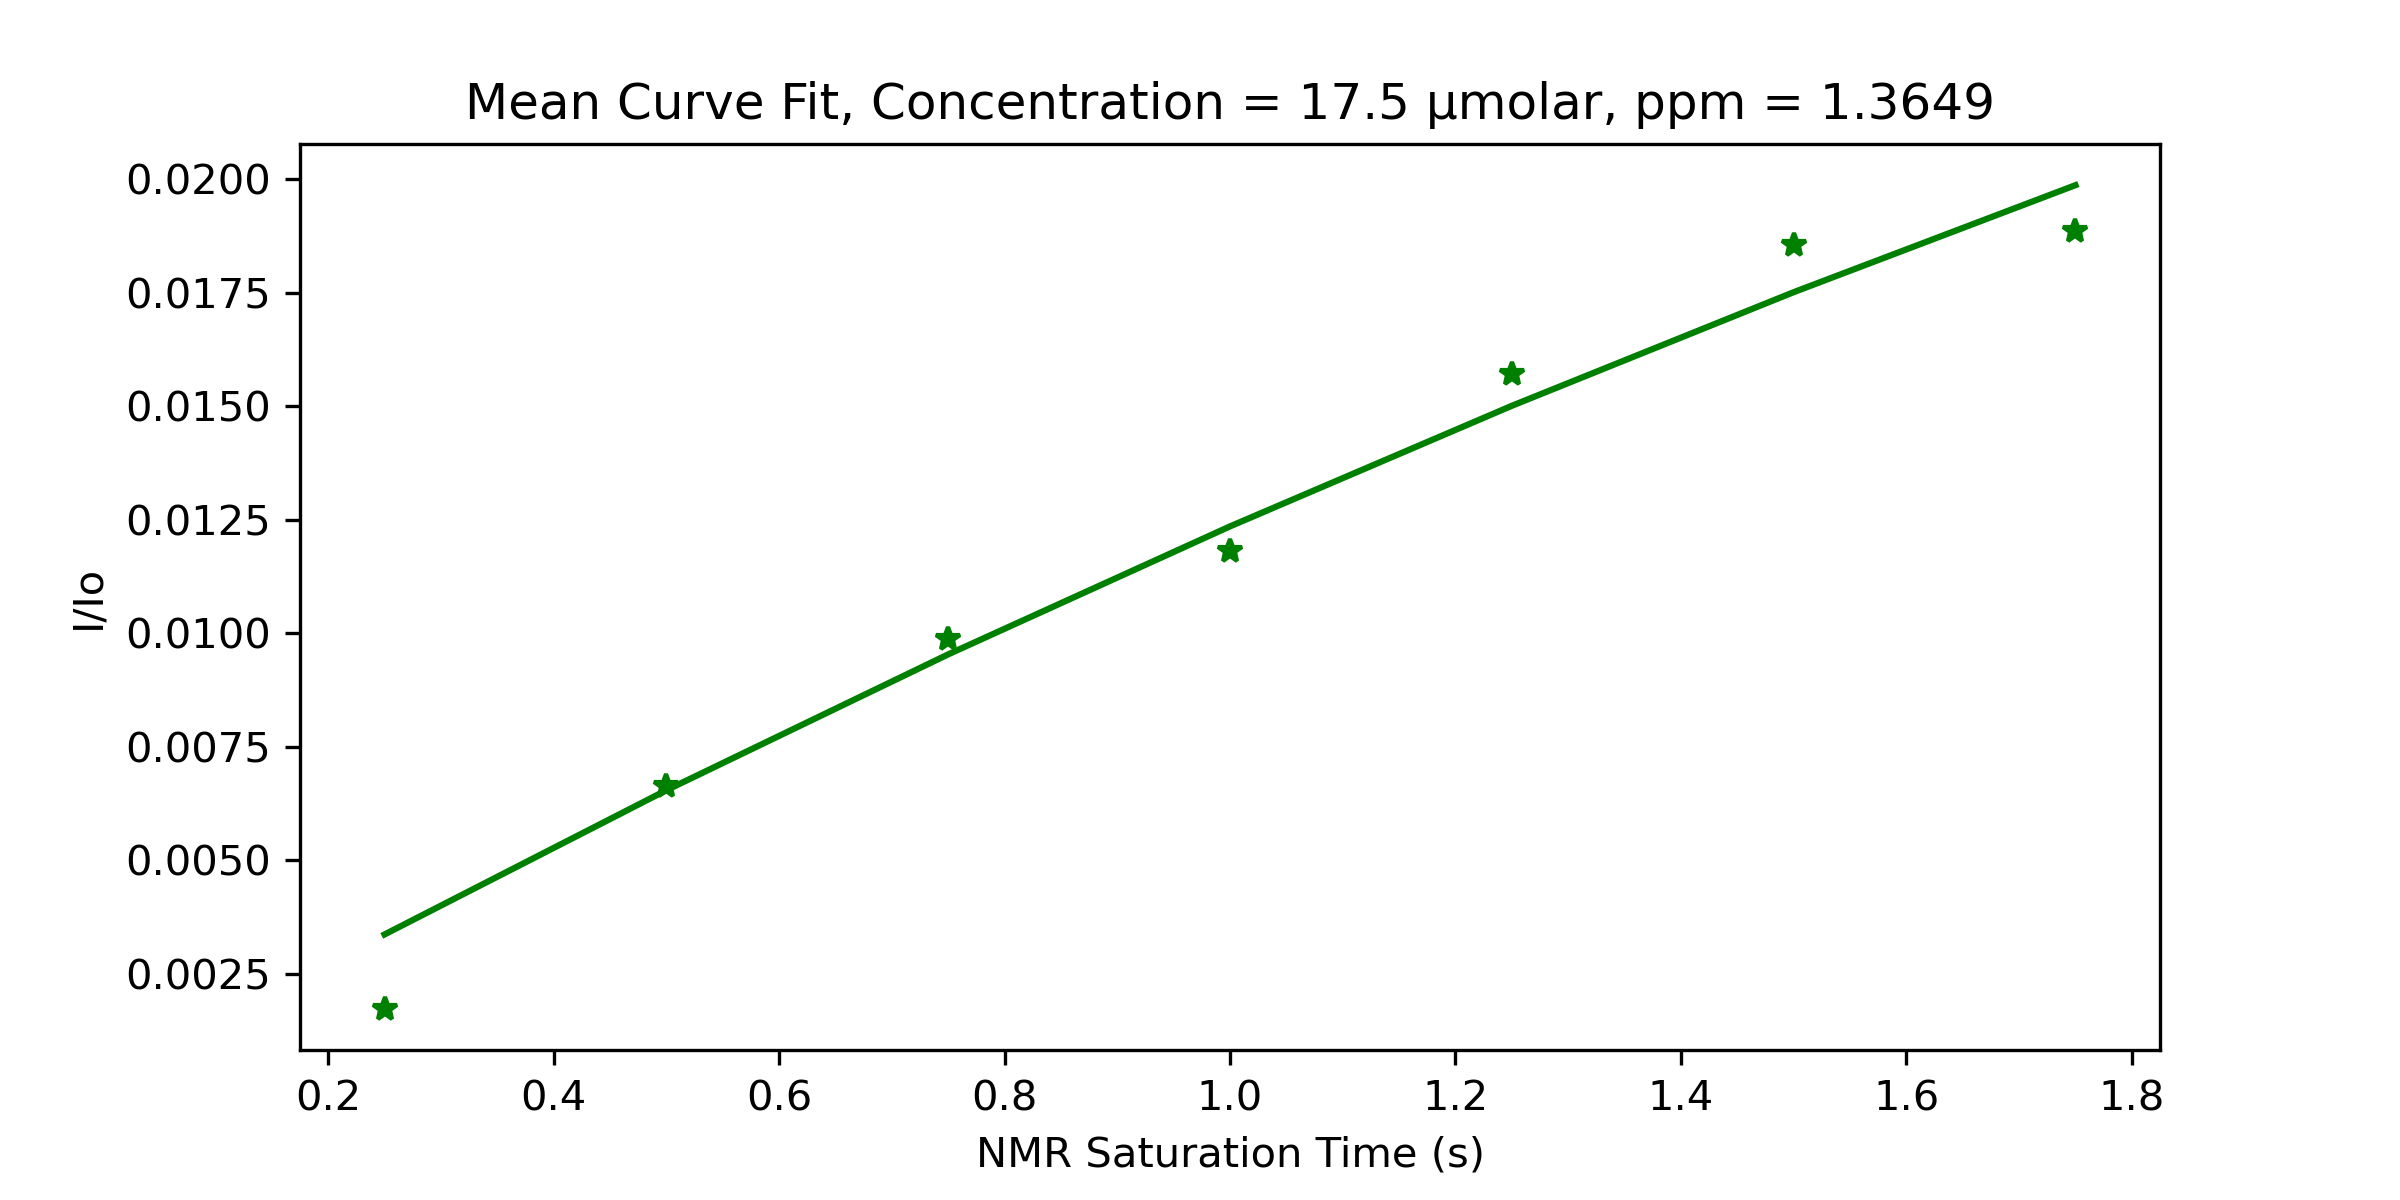 Mean Curve Fit, Concentration = 17.5 µmolar, ppm = 1.3649
0.0200
0.0175
0.0150
0.0125
0.0100
0.0075
0.0050
0.0025
I/Io
0.2 0.4 0.6 0.8 1.0 1.2 1.4 1.6 1.8
NMR Saturation Time (s)